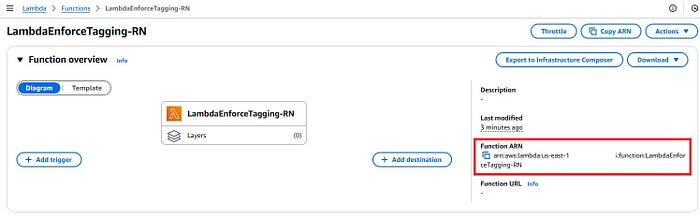 Lambda > Functions > LambdaEnforceTagging-RN
LambdaEnforceTagging-RN
Throttle
Copy ARN
Actions
Function overview Info
Export to Infrastructure Composer
Download
Diagram Template
LambdaEnforceTagging-RN
Layers (0)
+ Add trigger
+ Add destination
Description
-
Last modified
3 minutes ago
Function ARN
arn:aws:lambda:us-east-1 :function:LambdaEnfor
ceTagging-RN
Function URL Info
-